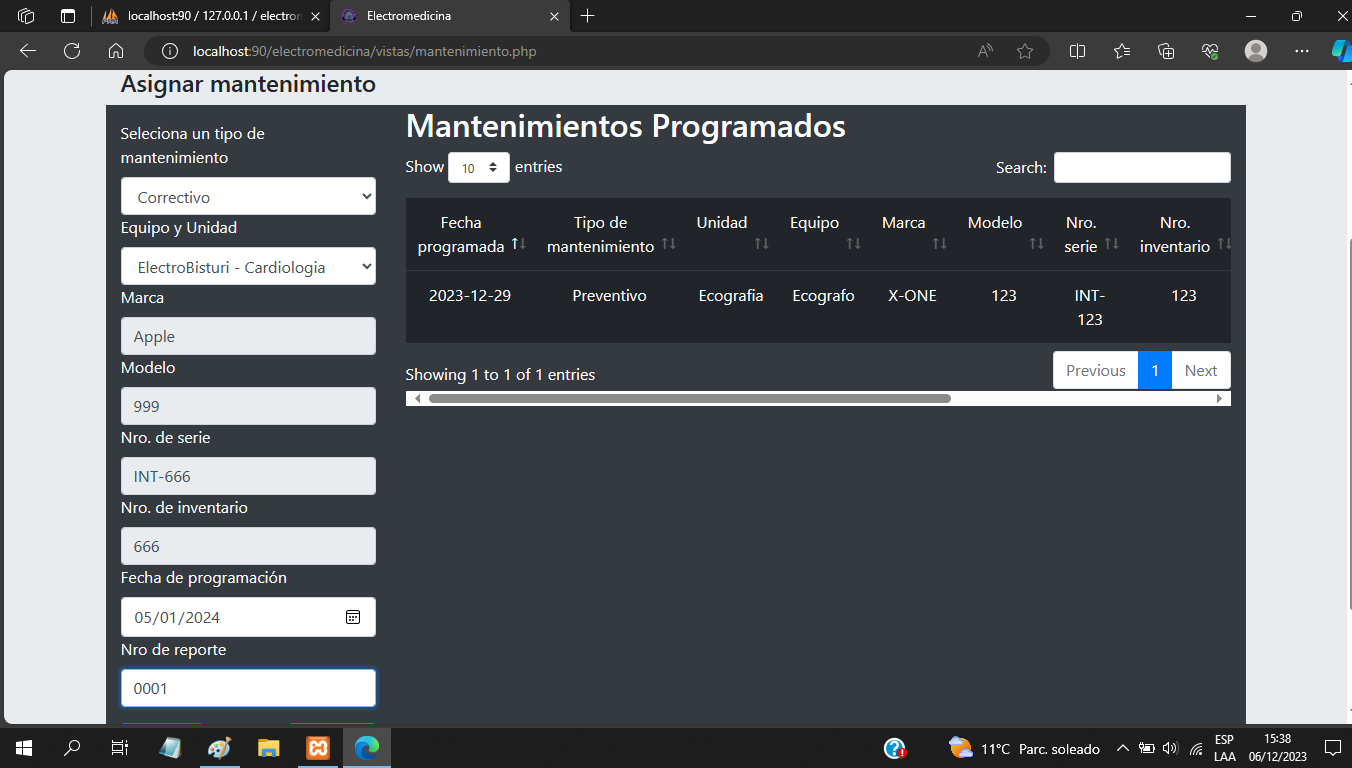 localhost:90 / 127.0.0.1 / electron
Electromedicina
localhost:90/electromedicina/vistas/mantenimiento.php
Asignar mantenimiento
Seleciona un tipo de
mantenimiento
Correctivo
Equipo y Unidad
ElectroBisturi - Cardiologia
Marca
Apple
Modelo
999
Nro. de serie
INT-666
Nro. de inventario
666
Fecha de programación
05/01/2024
Nro de reporte
0001
Mantenimientos Programados
Show 10 entries
Search:
Fecha programada Tipo de mantenimiento Unidad Equipo Marca Modelo Nro. serie Nro. inventario
2023-12-29 Preventivo Ecografia Ecografo X-ONE 123 INT-123 123
Showing 1 to 1 of 1 entries
Previous 1 Next
11°C Parc. soleado
ESP
LAA
15:38
06/12/2023